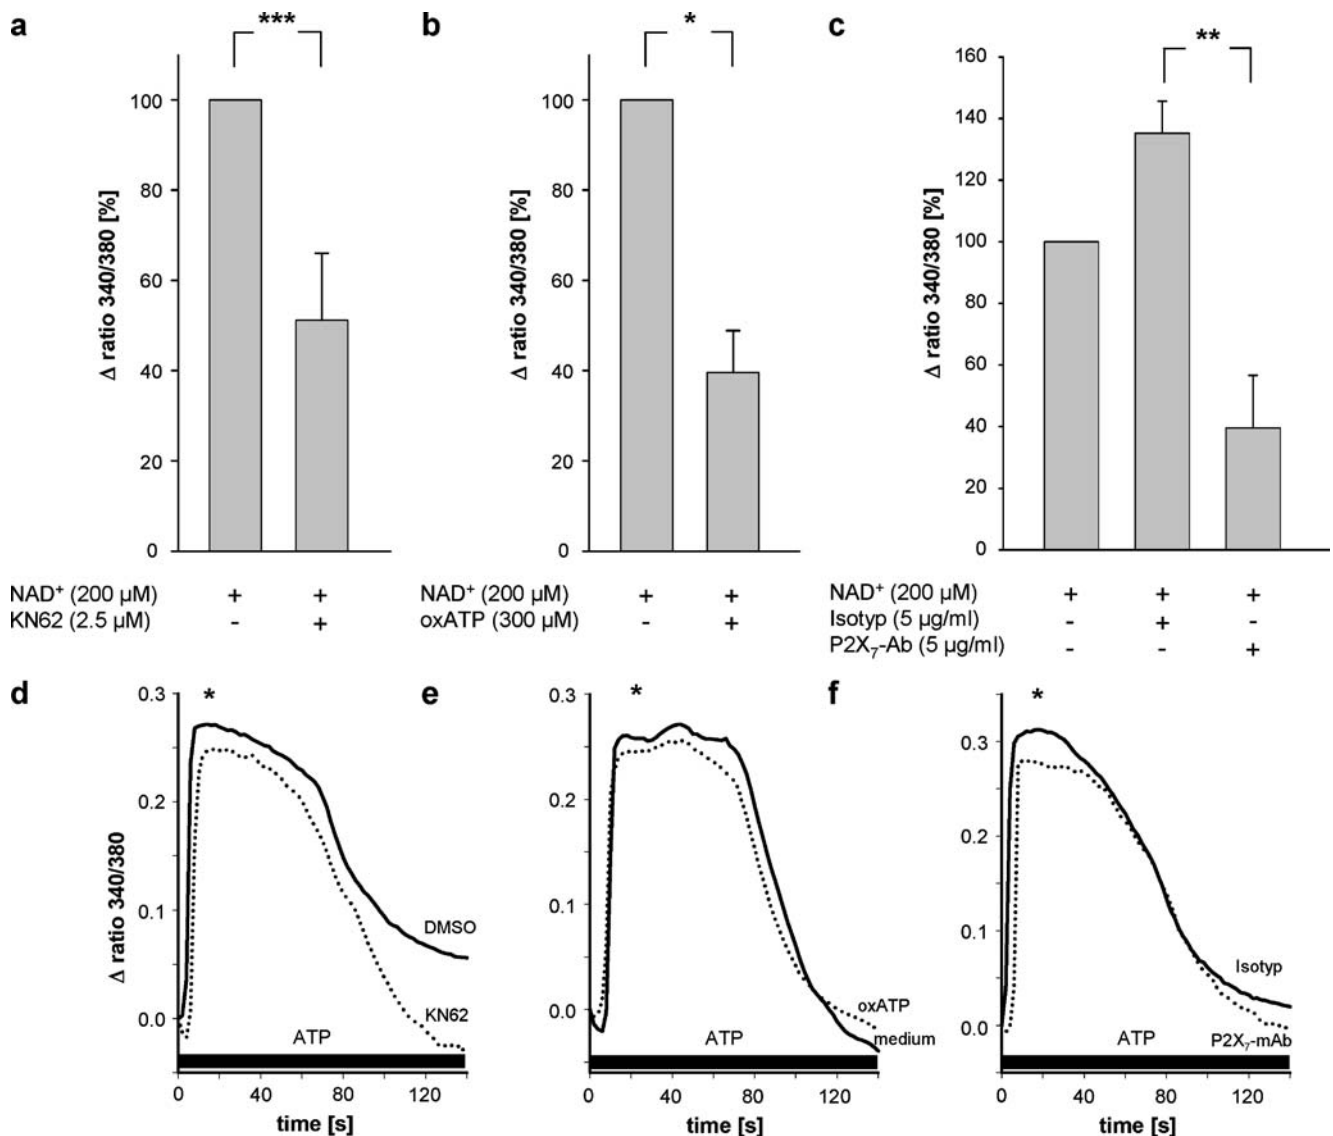 a
***
Δ ratio 340/380 [%]
100
80
60
40
20
0
NAD⁺ (200 µM) + +
KN62 (2.5 µM) - +
b
*
Δ ratio 340/380 [%]
100
80
60
40
20
0
NAD⁺ (200 µM) + +
oxATP (300 µM) - +
c
**
Δ ratio 340/380 [%]
160
140
120
100
80
60
40
20
0
NAD⁺ (200 µM) + + +
Isotyp (5 µg/ml) - + -
P2X₇-Ab (5 µg/ml) - - +
d
*
Δ ratio 340/380
0.3
0.2
0.1
0.0
DMSO
KN62
ATP
0 40 80 120
time [s]
e
*
0.3
0.2
0.1
0.0
oxATP
medium
ATP
0 40 80 120
time [s]
f
*
0.3
0.2
0.1
0.0
Isotyp
P2X₇-mAb
ATP
0 40 80 120
time [s]